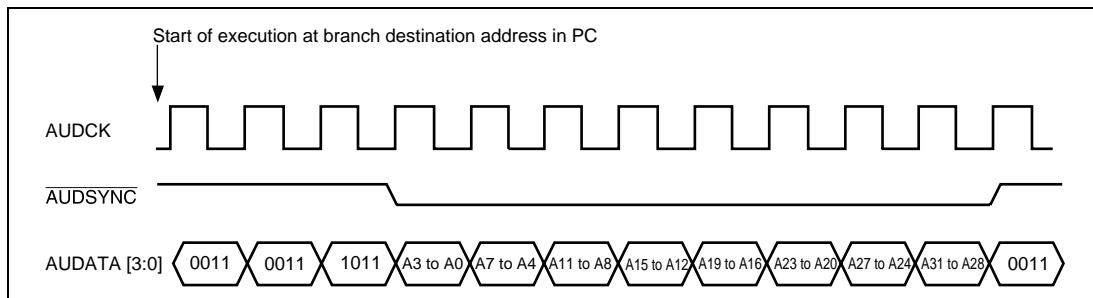 Start of execution at branch destination address in PC
AUDCK
AUDSYNC
AUDATA [3:0] 0011 0011 1011 A3 to A0 A7 to A4 A11 to A8 A15 to A12 A19 to A16 A23 to A20 A27 to A24 A31 to A28 0011